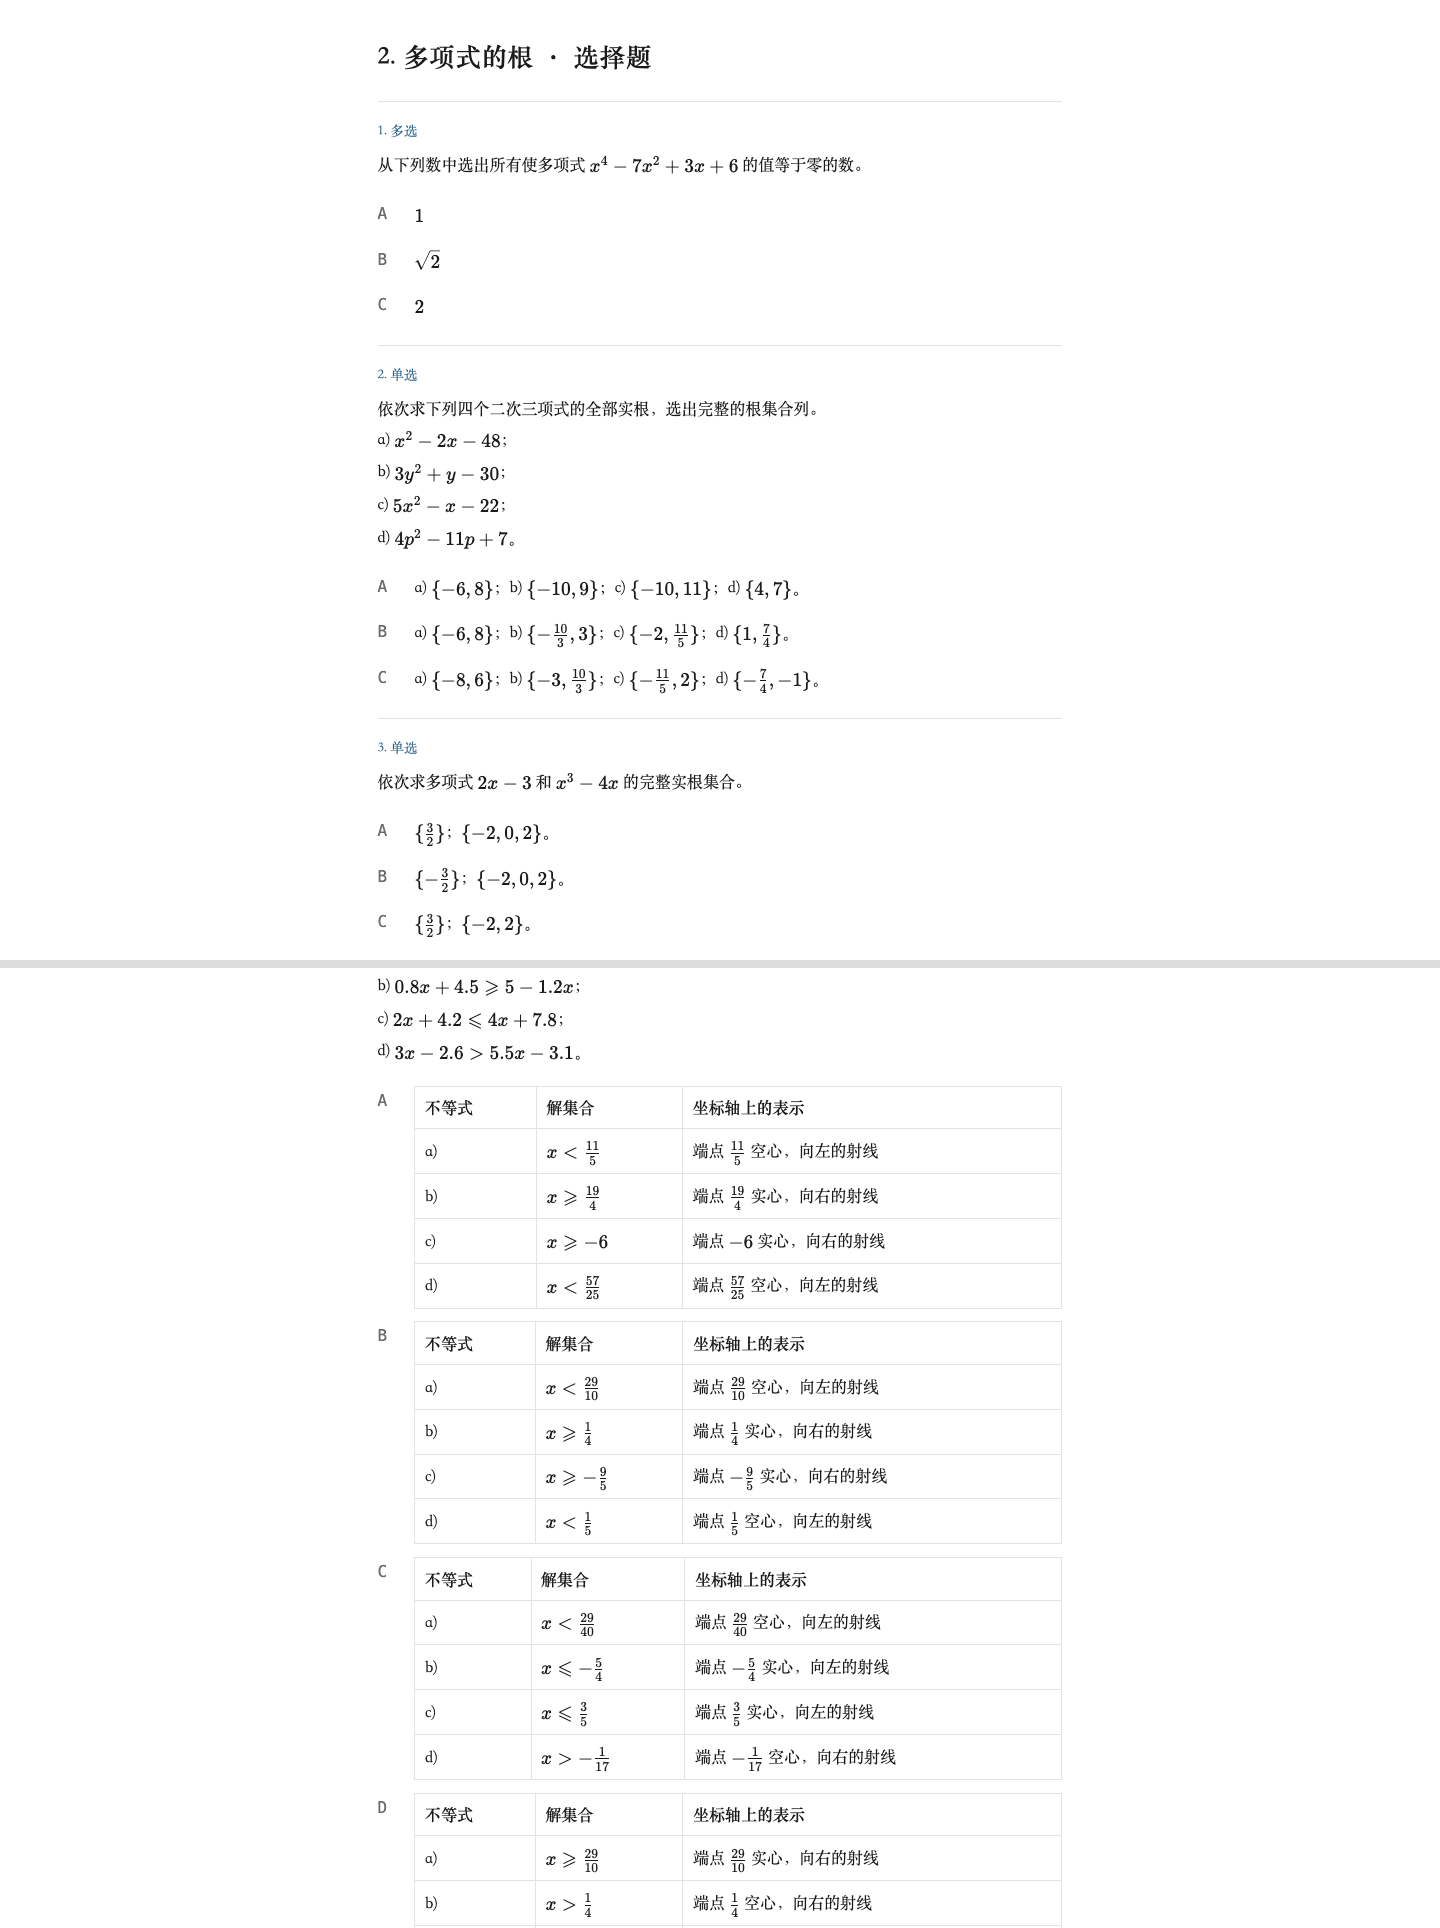 2. 多项式的根 · 选择题
1. 多选
从下列数中选出所有使多项式 x⁴ − 7x² + 3x + 6 的值等于零的数。
A 1
B √2
C 2
2. 单选
依次求下列四个二次三项式的全部实根，选出完整的根集合列。
a) x² − 2x − 48；
b) 3y² + y − 30；
c) 5x² − x − 22；
d) 4p² − 11p + 7。
A a) {−6, 8}； b) {−10, 9}； c) {−10, 11}； d) {4, 7}。
B a) {−6, 8}； b) {−10/3, 3}； c) {−2, 11/5}； d) {1, 7/4}。
C a) {−8, 6}； b) {−3, 10/3}； c) {−11/5, 2}； d) {−7/4, −1}。
3. 单选
依次求多项式 2x − 3 和 x³ − 4x 的完整实根集合。
A {3/2}； {−2, 0, 2}。
B {−3/2}； {−2, 0, 2}。
C {3/2}； {−2, 2}。
b) 0.8x + 4.5 ⩾ 5 − 1.2x；
c) 2x + 4.2 ⩽ 4x + 7.8；
d) 3x − 2.6 > 5.5x − 3.1。
A 不等式 解集合 坐标轴上的表示
a) x < 11/5 端点 11/5 空心，向左的射线
b) x ⩾ 19/4 端点 19/4 实心，向右的射线
c) x ⩾ −6 端点 −6 实心，向右的射线
d) x < 57/25 端点 57/25 空心，向左的射线
B 不等式 解集合 坐标轴上的表示
a) x < 29/10 端点 29/10 空心，向左的射线
b) x ⩾ 1/4 端点 1/4 实心，向右的射线
c) x ⩾ −9/5 端点 −9/5 实心，向右的射线
d) x < 1/5 端点 1/5 空心，向左的射线
C 不等式 解集合 坐标轴上的表示
a) x < 29/40 端点 29/40 空心，向左的射线
b) x ⩽ −5/4 端点 −5/4 实心，向左的射线
c) x ⩽ 3/5 端点 3/5 实心，向左的射线
d) x > −1/17 端点 −1/17 空心，向右的射线
D 不等式 解集合 坐标轴上的表示
a) x ⩾ 29/10 端点 29/10 实心，向右的射线
b) x > 1/4 端点 1/4 空心，向右的射线